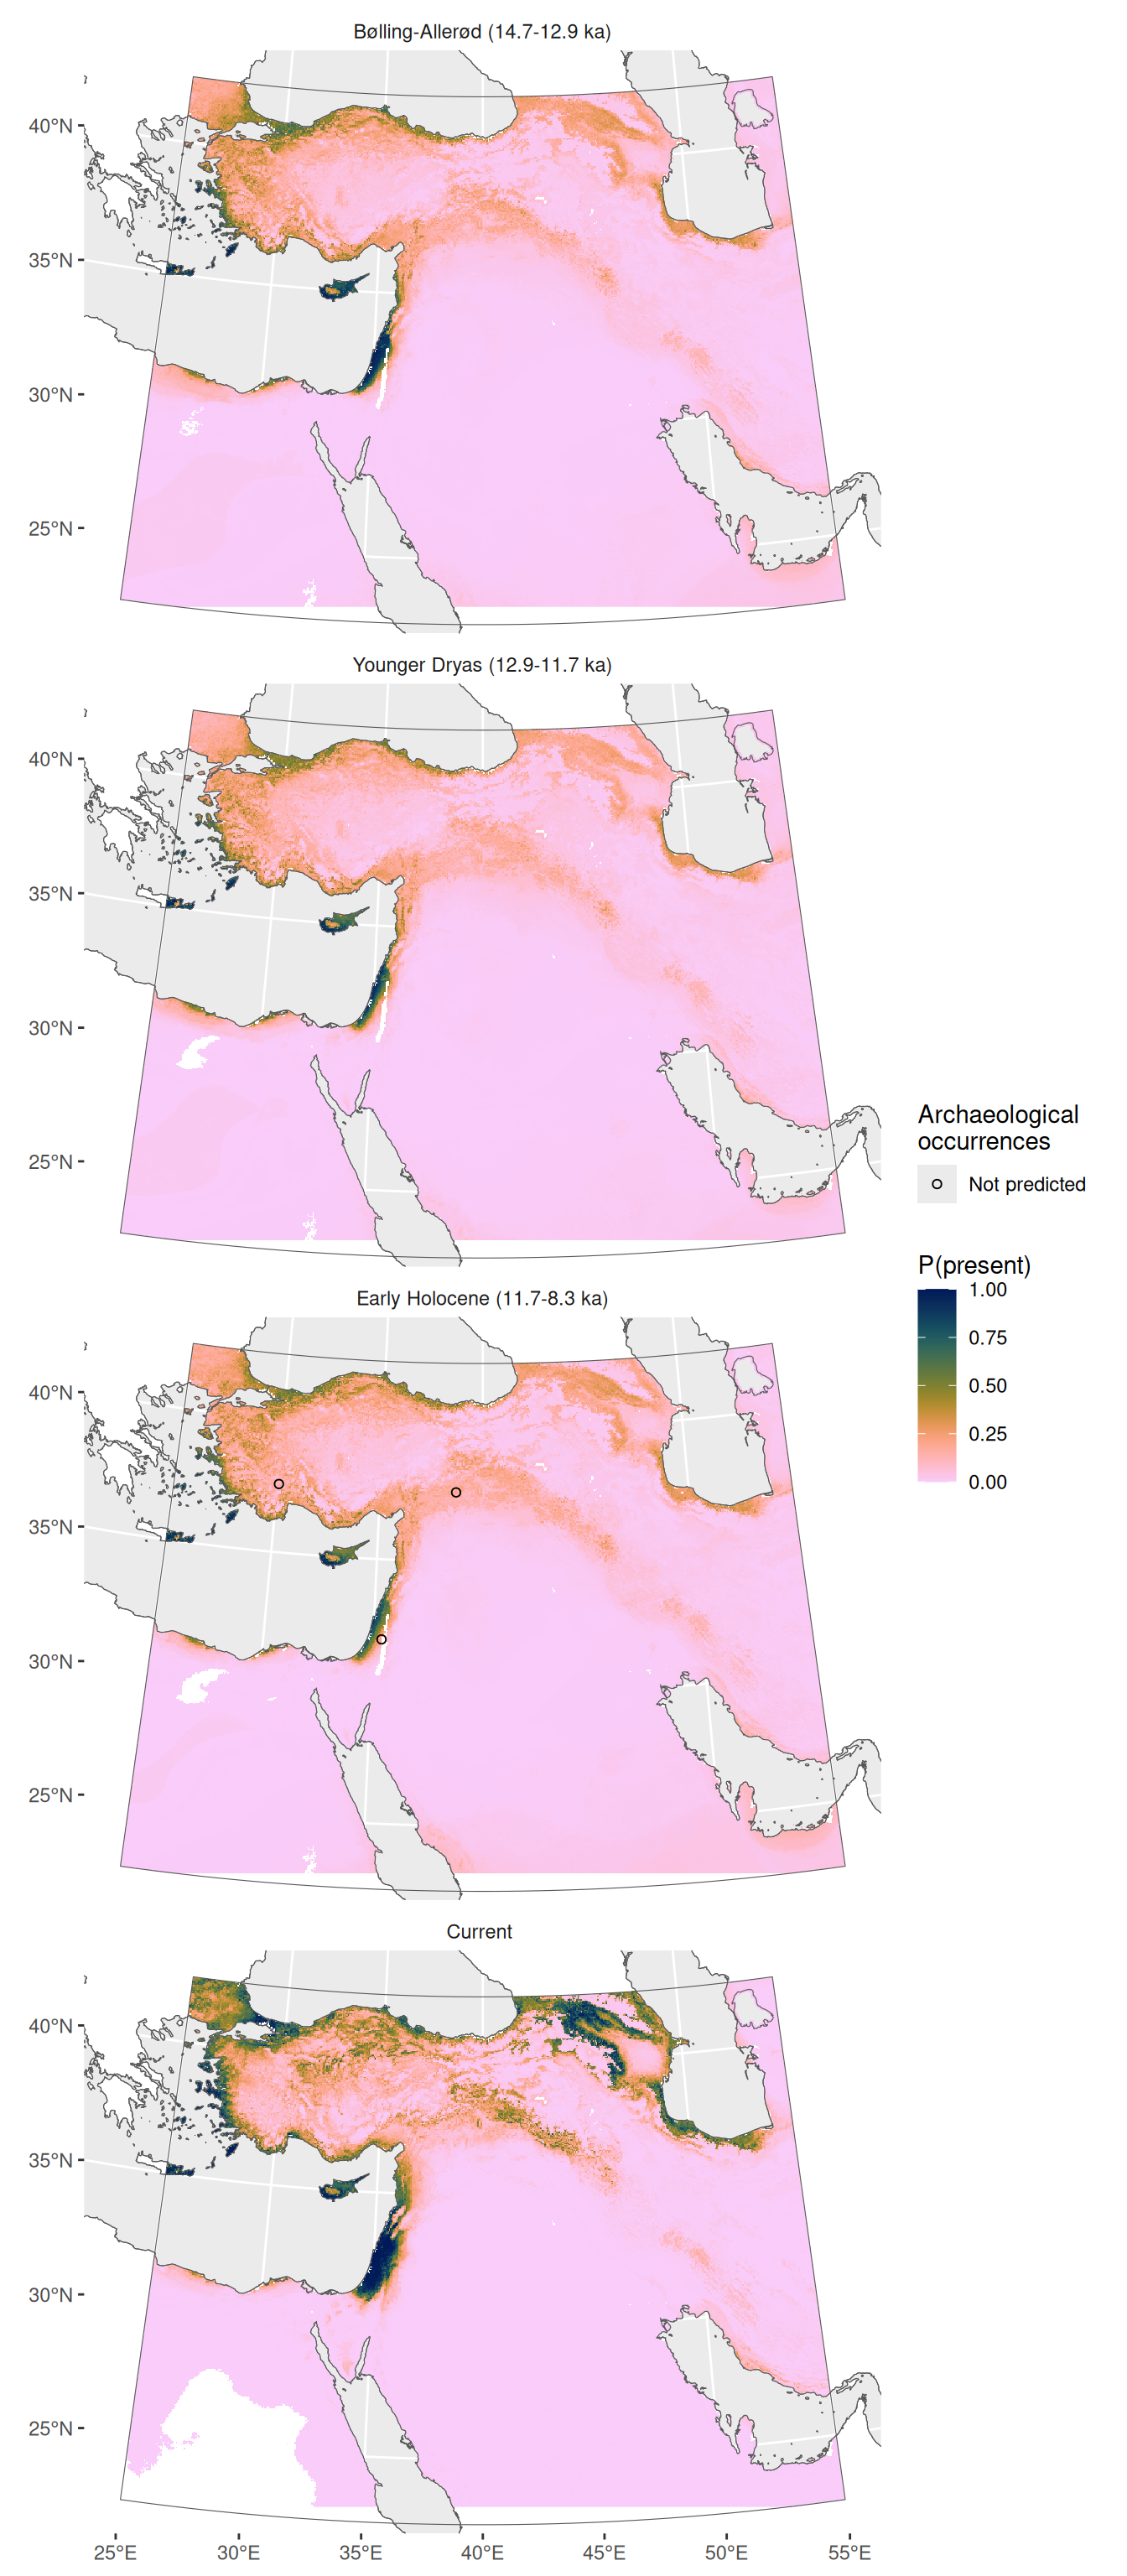 Bølling-Allerød (14.7-12.9 ka)
40°N
35°N
30°N
25°N
Younger Dryas (12.9-11.7 ka)
40°N
35°N
30°N
25°N
Archaeological
occurrences
Not predicted
P(present)
1.00
0.75
0.50
0.25
0.00
Early Holocene (11.7-8.3 ka)
40°N
35°N
30°N
25°N
Current
40°N
35°N
30°N
25°N
25°E 30°E 35°E 40°E 45°E 50°E 55°E